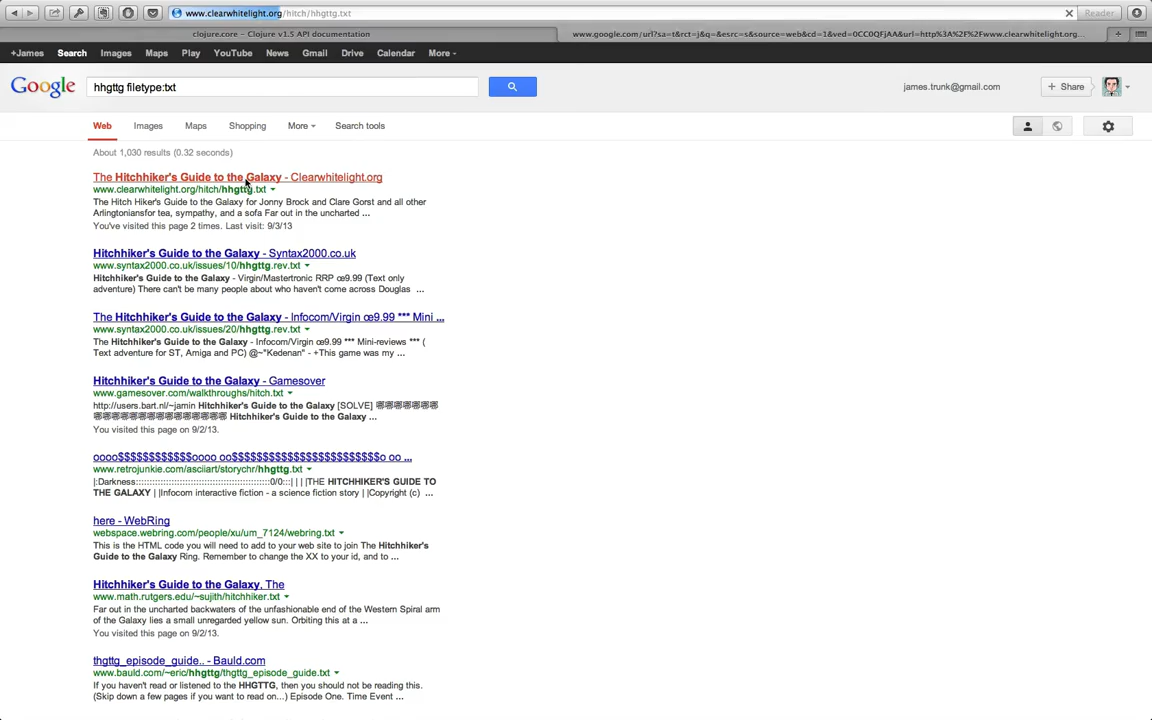 www.clearwhitelight.org/hitch/hhgttg.txt
Reader
clojure.core - Clojure v1.5 API documentation
www.google.com/url?sa=t&rct=j&q=&esrc=s&source=web&cd=1&ved=0CC0QFjAA&url=http%3A%2F%2Fwww.clearwhitelight.org...
+James Search Images Maps Play YouTube News Gmail Drive Calendar More
Google
hhgttg filetype:txt
james.trunk@gmail.com
+ Share
Web Images Maps Shopping More Search tools
About 1,030 results (0.32 seconds)
The Hitchhiker's Guide to the Galaxy - Clearwhitelight.org
www.clearwhitelight.org/hitch/hhgttg.txt
The Hitch Hiker's Guide to the Galaxy for Jonny Brock and Clare Gorst and all other
Arlingtoniansfor tea, sympathy, and a sofa Far out in the uncharted ...
You've visited this page 2 times. Last visit: 9/3/13
Hitchhiker's Guide to the Galaxy - Syntax2000.co.uk
www.syntax2000.co.uk/issues/10/hhgttg.rev.txt
Hitchhiker's Guide to the Galaxy - Virgin/Mastertronic RRP œ9.99 (Text only
adventure) There can't be many people about who haven't come across Douglas ...
The Hitchhiker's Guide to the Galaxy - Infocom/Virgin œ9.99 *** Mini ...
www.syntax2000.co.uk/issues/20/hhgttg.rev.txt
The Hitchhiker's Guide to the Galaxy - Infocom/Virgin œ9.99 *** Mini-reviews *** (
Text adventure for ST, Amiga and PC) @~"Kedenan" - +This game was my ...
Hitchhiker's Guide to the Galaxy - Gamesover
www.gamesover.com/walkthroughs/hitch.txt
http://users.bart.nl/~jamin Hitchhiker's Guide to the Galaxy [SOLVE]
Hitchhiker's Guide to the Galaxy ...
You visited this page on 9/2/13.
oooo$$$$$$$$$$$$oooo oo$$$$$$$$$$$$$$$$$$$$$$$$o oo ...
www.retrojunkie.com/asciiart/storychr/hhgttg.txt
|:Darkness:::::::::::::::::::::::::::::::::::::::::::::::::0/0:::| | | |THE HITCHHIKER'S GUIDE TO
THE GALAXY | |Infocom interactive fiction - a science fiction story | |Copyright (c) ...
here - WebRing
webspace.webring.com/people/xu/um_7124/webring.txt
This is the HTML code you will need to add to your web site to join The Hitchhiker's
Guide to the Galaxy Ring. Remember to change the XX to your id, and to ...
Hitchhiker's Guide to the Galaxy, The
www.math.rutgers.edu/~sujith/hitchhiker.txt
Far out in the uncharted backwaters of the unfashionable end of the Western Spiral arm
of the Galaxy lies a small unregarded yellow sun. Orbiting this at a ...
You visited this page on 9/2/13.
thgttg_episode_guide.. - Bauld.com
www.bauld.com/~eric/hhgttg/thgttg_episode_guide.txt
If you haven't read or listened to the HHGTTG, then you should not be reading this.
(Skip down a few pages if you want to read on...) Episode One. Time Event ...